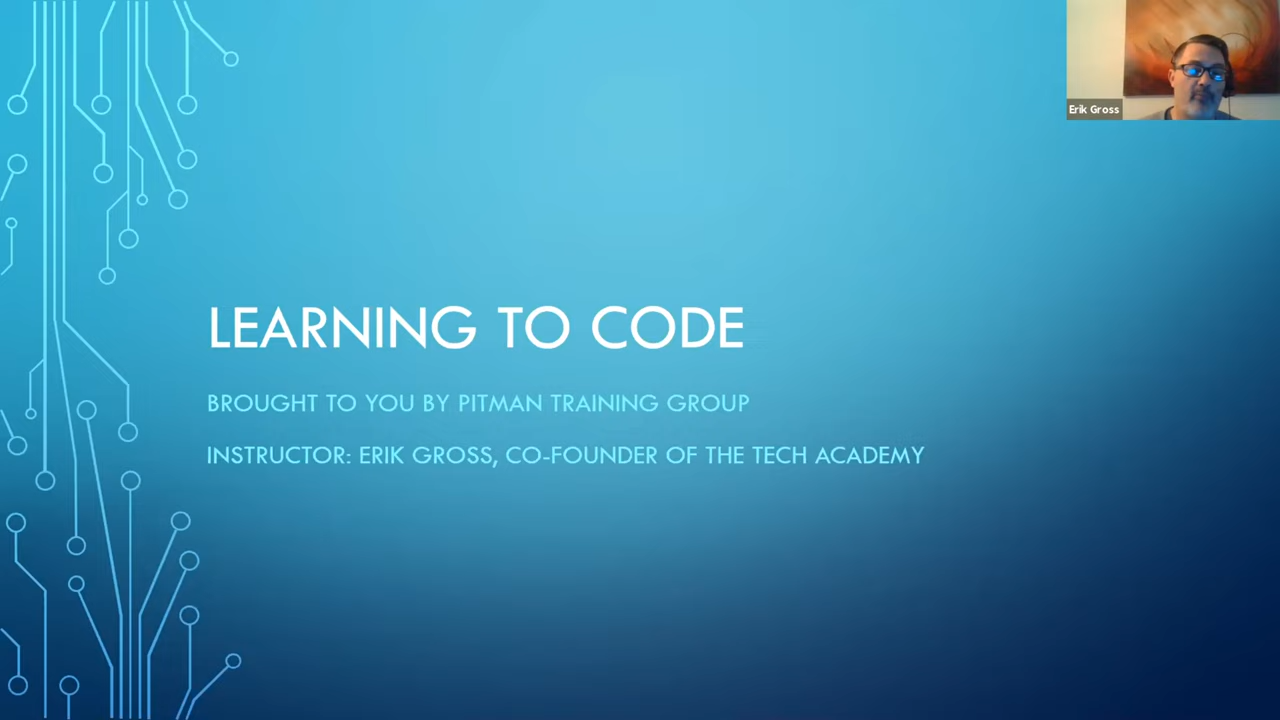 Erik Gross
LEARNING TO CODE
BROUGHT TO YOU BY PITMAN TRAINING GROUP
INSTRUCTOR: ERIK GROSS, CO-FOUNDER OF THE TECH ACADEMY